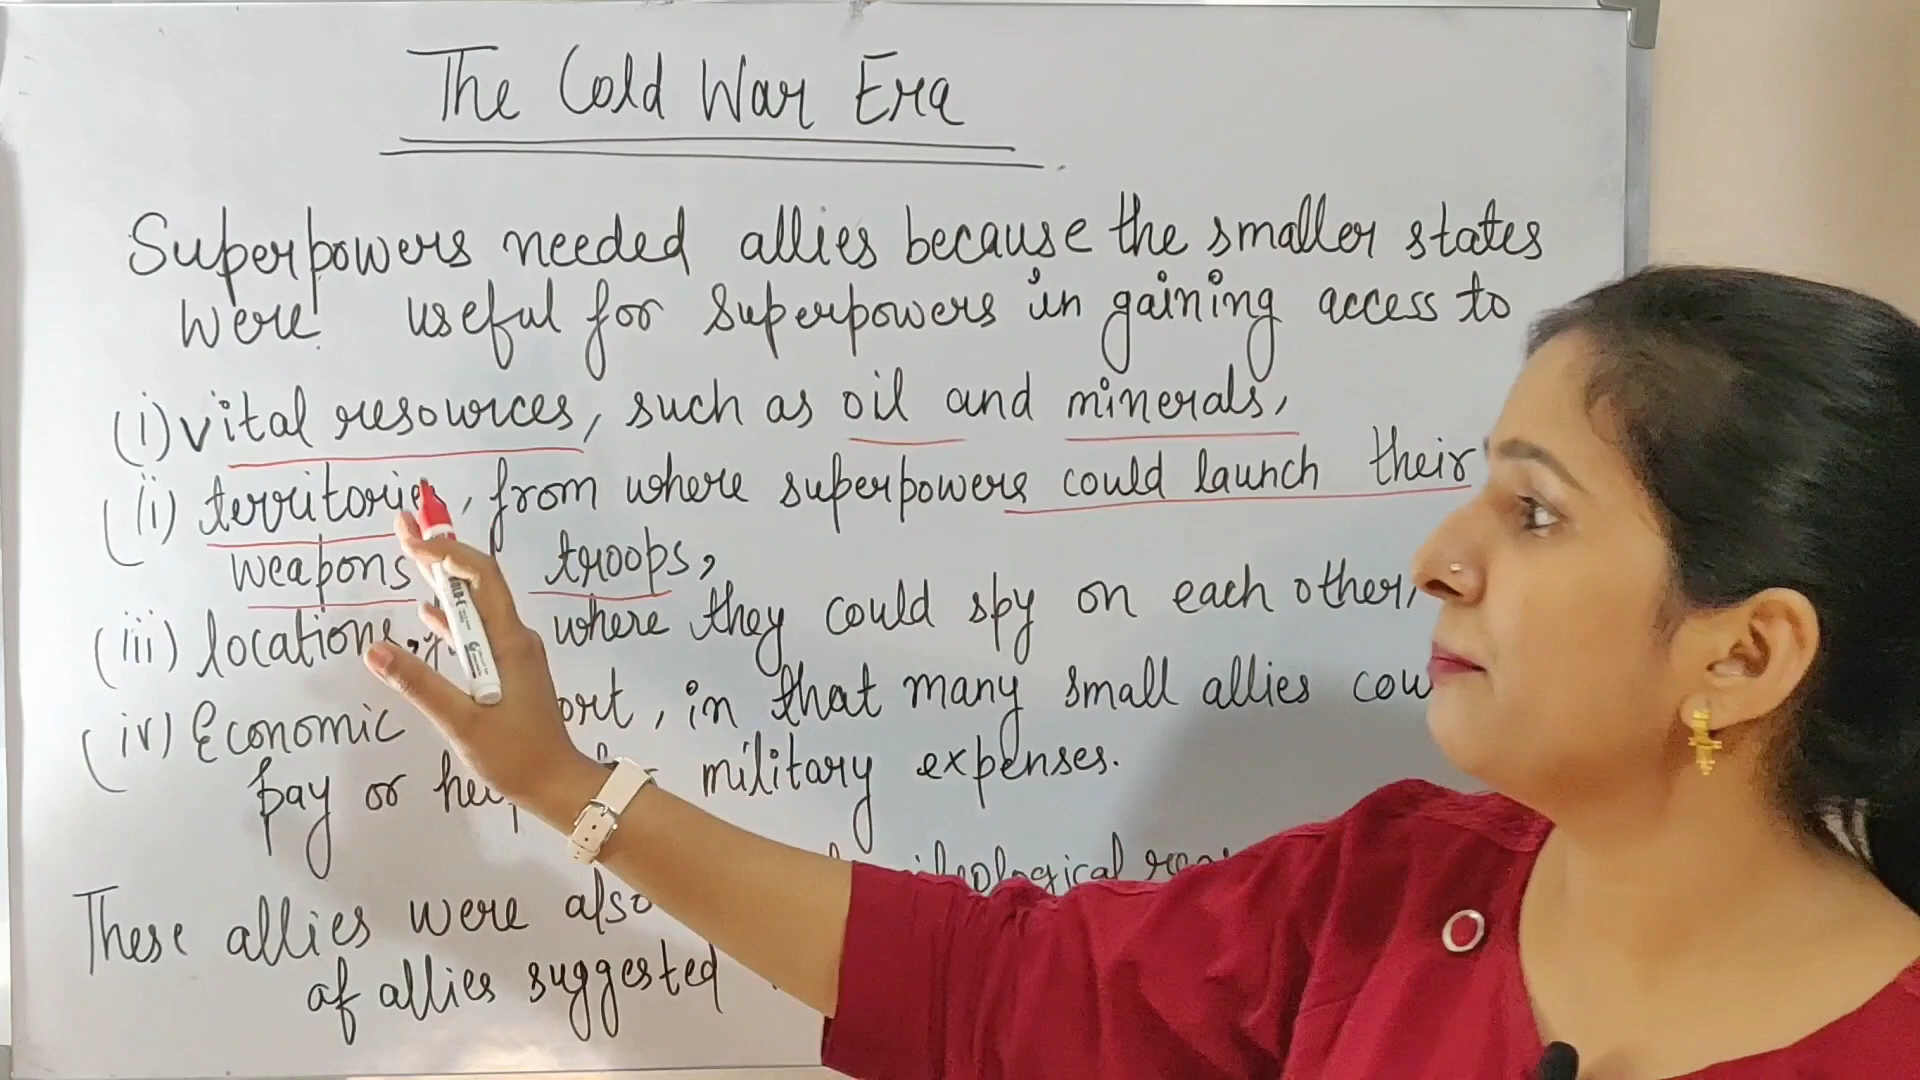 The Cold War Era
Superpowers needed allies because the smaller states
were useful for superpowers in gaining access to
(i) vital resources, such as oil and minerals,
(ii) territories, from where superpowers could launch their
weapons troops,
(iii) locations, where they could spy on each other,
(iv) Economic in that many small allies
pay or military expenses.
ideological
These allies were also
of allies suggested